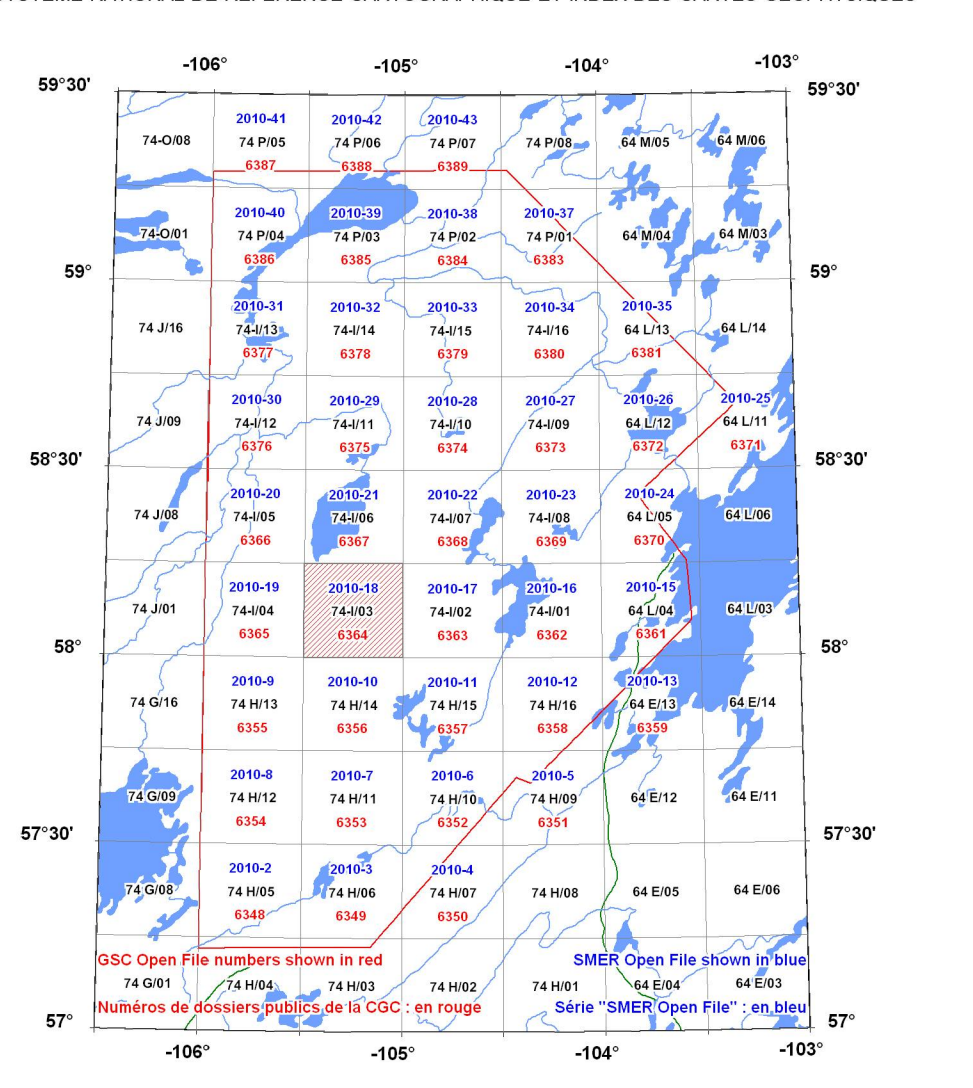 SYSTÈME NATIONAL DE RÉFÉRENCE CARTOGRAPHIQUE ET INDEX DES CARTES GÉOPHYSIQUES
-106° -105° -104° -103°
59°30' 59°30'
2010-41 2010-42 2010-43
74-O/08 74 P/05 74 P/06 74 P/07 74 P/08 64 M/05 64 M/06
6387 6388 6389
2010-40 2010-39 2010-38 2010-37
74-O/01 74 P/04 74 P/03 74 P/02 74 P/01 64 M/04 64 M/03
6386 6385 6384 6383
59° 59°
2010-31 2010-32 2010-33 2010-34 2010-35
74 J/16 74-I/13 74-I/14 74-I/15 74-I/16 64 L/13 64 L/14
6377 6378 6379 6380 6381
2010-30 2010-29 2010-28 2010-27 2010-26 2010-25
74 J/09 74-I/12 74-I/11 74-I/10 74-I/09 64 L/12 64 L/11
6376 6375 6374 6373 6372 6371
58°30' 58°30'
2010-20 2010-21 2010-22 2010-23 2010-24
74 J/08 74-I/05 74-I/06 74-I/07 74-I/08 64 L/05 64 L/06
6366 6367 6368 6369 6370
2010-19 2010-18 2010-17 2010-16 2010-15
74 J/01 74-I/04 74-I/03 74-I/02 74-I/01 64 L/04 64 L/03
6365 6364 6363 6362 6361
58° 58°
2010-9 2010-10 2010-11 2010-12 2010-13
74 G/16 74 H/13 74 H/14 74 H/15 74 H/16 64 E/13 64 E/14
6355 6356 6357 6358 6359
2010-8 2010-7 2010-6 2010-5
74 G/09 74 H/12 74 H/11 74 H/10 74 H/09 64 E/12 64 E/11
6354 6353 6352 6351
57°30' 57°30'
2010-2 2010-3 2010-4
74 G/08 74 H/05 74 H/06 74 H/07 74 H/08 64 E/05 64 E/06
6348 6349 6350
GSC Open File numbers shown in red SMER Open File shown in blue
74 G/01 74 H/04 74 H/03 74 H/02 74 H/01 64 E/04 64 E/03
Numéros de dossiers publics de la CGC : en rouge Série "SMER Open File" : en bleu
57° 57°
-106° -105° -104° -103°